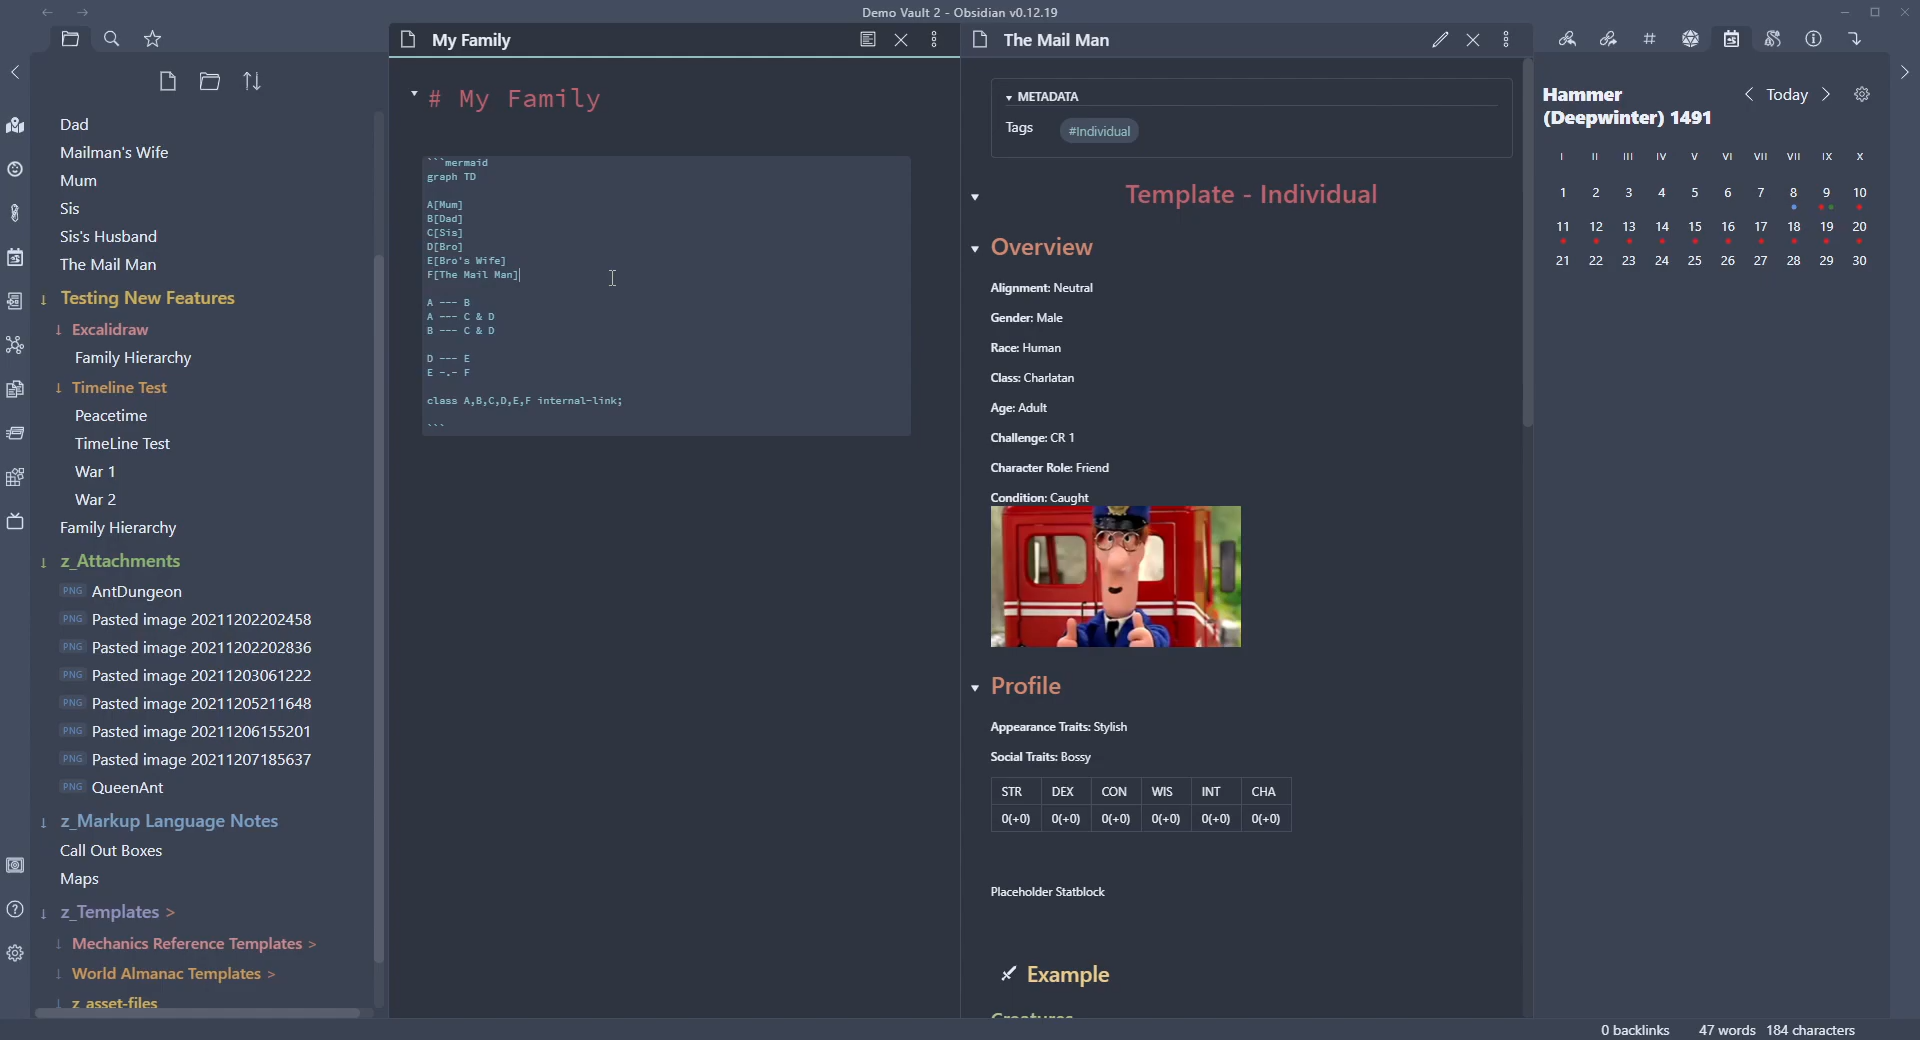 Demo Vault 2 - Obsidian v0.12.19
Dad
Mailman's Wife
Mum
Sis
Sis's Husband
The Mail Man
Testing New Features
Excalidraw
Family Hierarchy
Timeline Test
Peacetime
TimeLine Test
War 1
War 2
Family Hierarchy
z_Attachments
PNG AntDungeon
PNG Pasted image 20211202202458
PNG Pasted image 20211202202836
PNG Pasted image 20211203061222
PNG Pasted image 20211205211648
PNG Pasted image 20211206155201
PNG Pasted image 20211207185637
PNG QueenAnt
z_Markup Language Notes
Call Out Boxes
Maps
z_Templates >
Mechanics Reference Templates >
World Almanac Templates >
z_asset-files
My Family
# My Family
```mermaid
graph TD
A[Mum]
B[Dad]
C[Sis]
D[Bro]
E[Bro's Wife]
F[The Mail Man]
A --- B
A --- C & D
B --- C & D
D --- E
E -.- F
class A,B,C,D,E,F internal-link;
```
The Mail Man
METADATA
Tags #Individual
Template - Individual
Overview
Alignment: Neutral
Gender: Male
Race: Human
Class: Charlatan
Age: Adult
Challenge: CR 1
Character Role: Friend
Condition: Caught
Profile
Appearance Traits: Stylish
Social Traits: Bossy
STR DEX CON WIS INT CHA
0(+0) 0(+0) 0(+0) 0(+0) 0(+0) 0(+0)
Placeholder Statblock
Example
Creatures
Hammer
(Deepwinter) 1491
Today
I II III IV V VI VII VII IX X
1 2 3 4 5 6 7 8 9 10
11 12 13 14 15 16 17 18 19 20
21 22 23 24 25 26 27 28 29 30
0 backlinks 47 words 184 characters